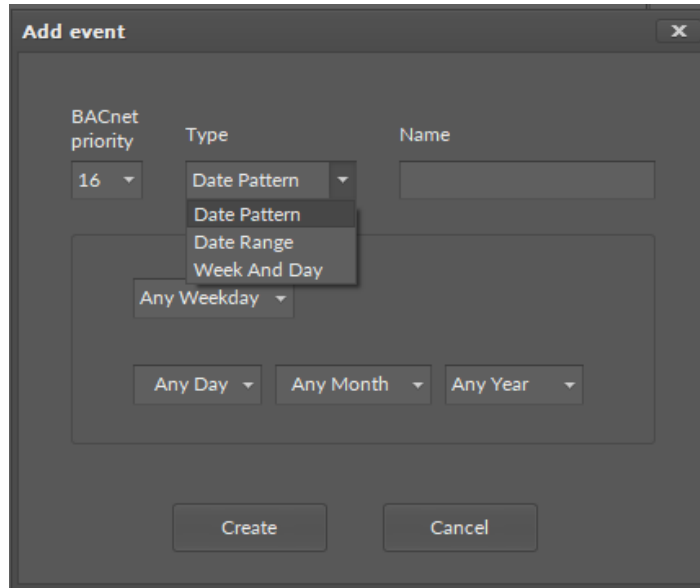 Add event
x
BACnet
priority
Type
Name
16
Date Pattern
Date Pattern
Date Range
Week And Day
Any Weekday
Any Day
Any Month
Any Year
Create
Cancel